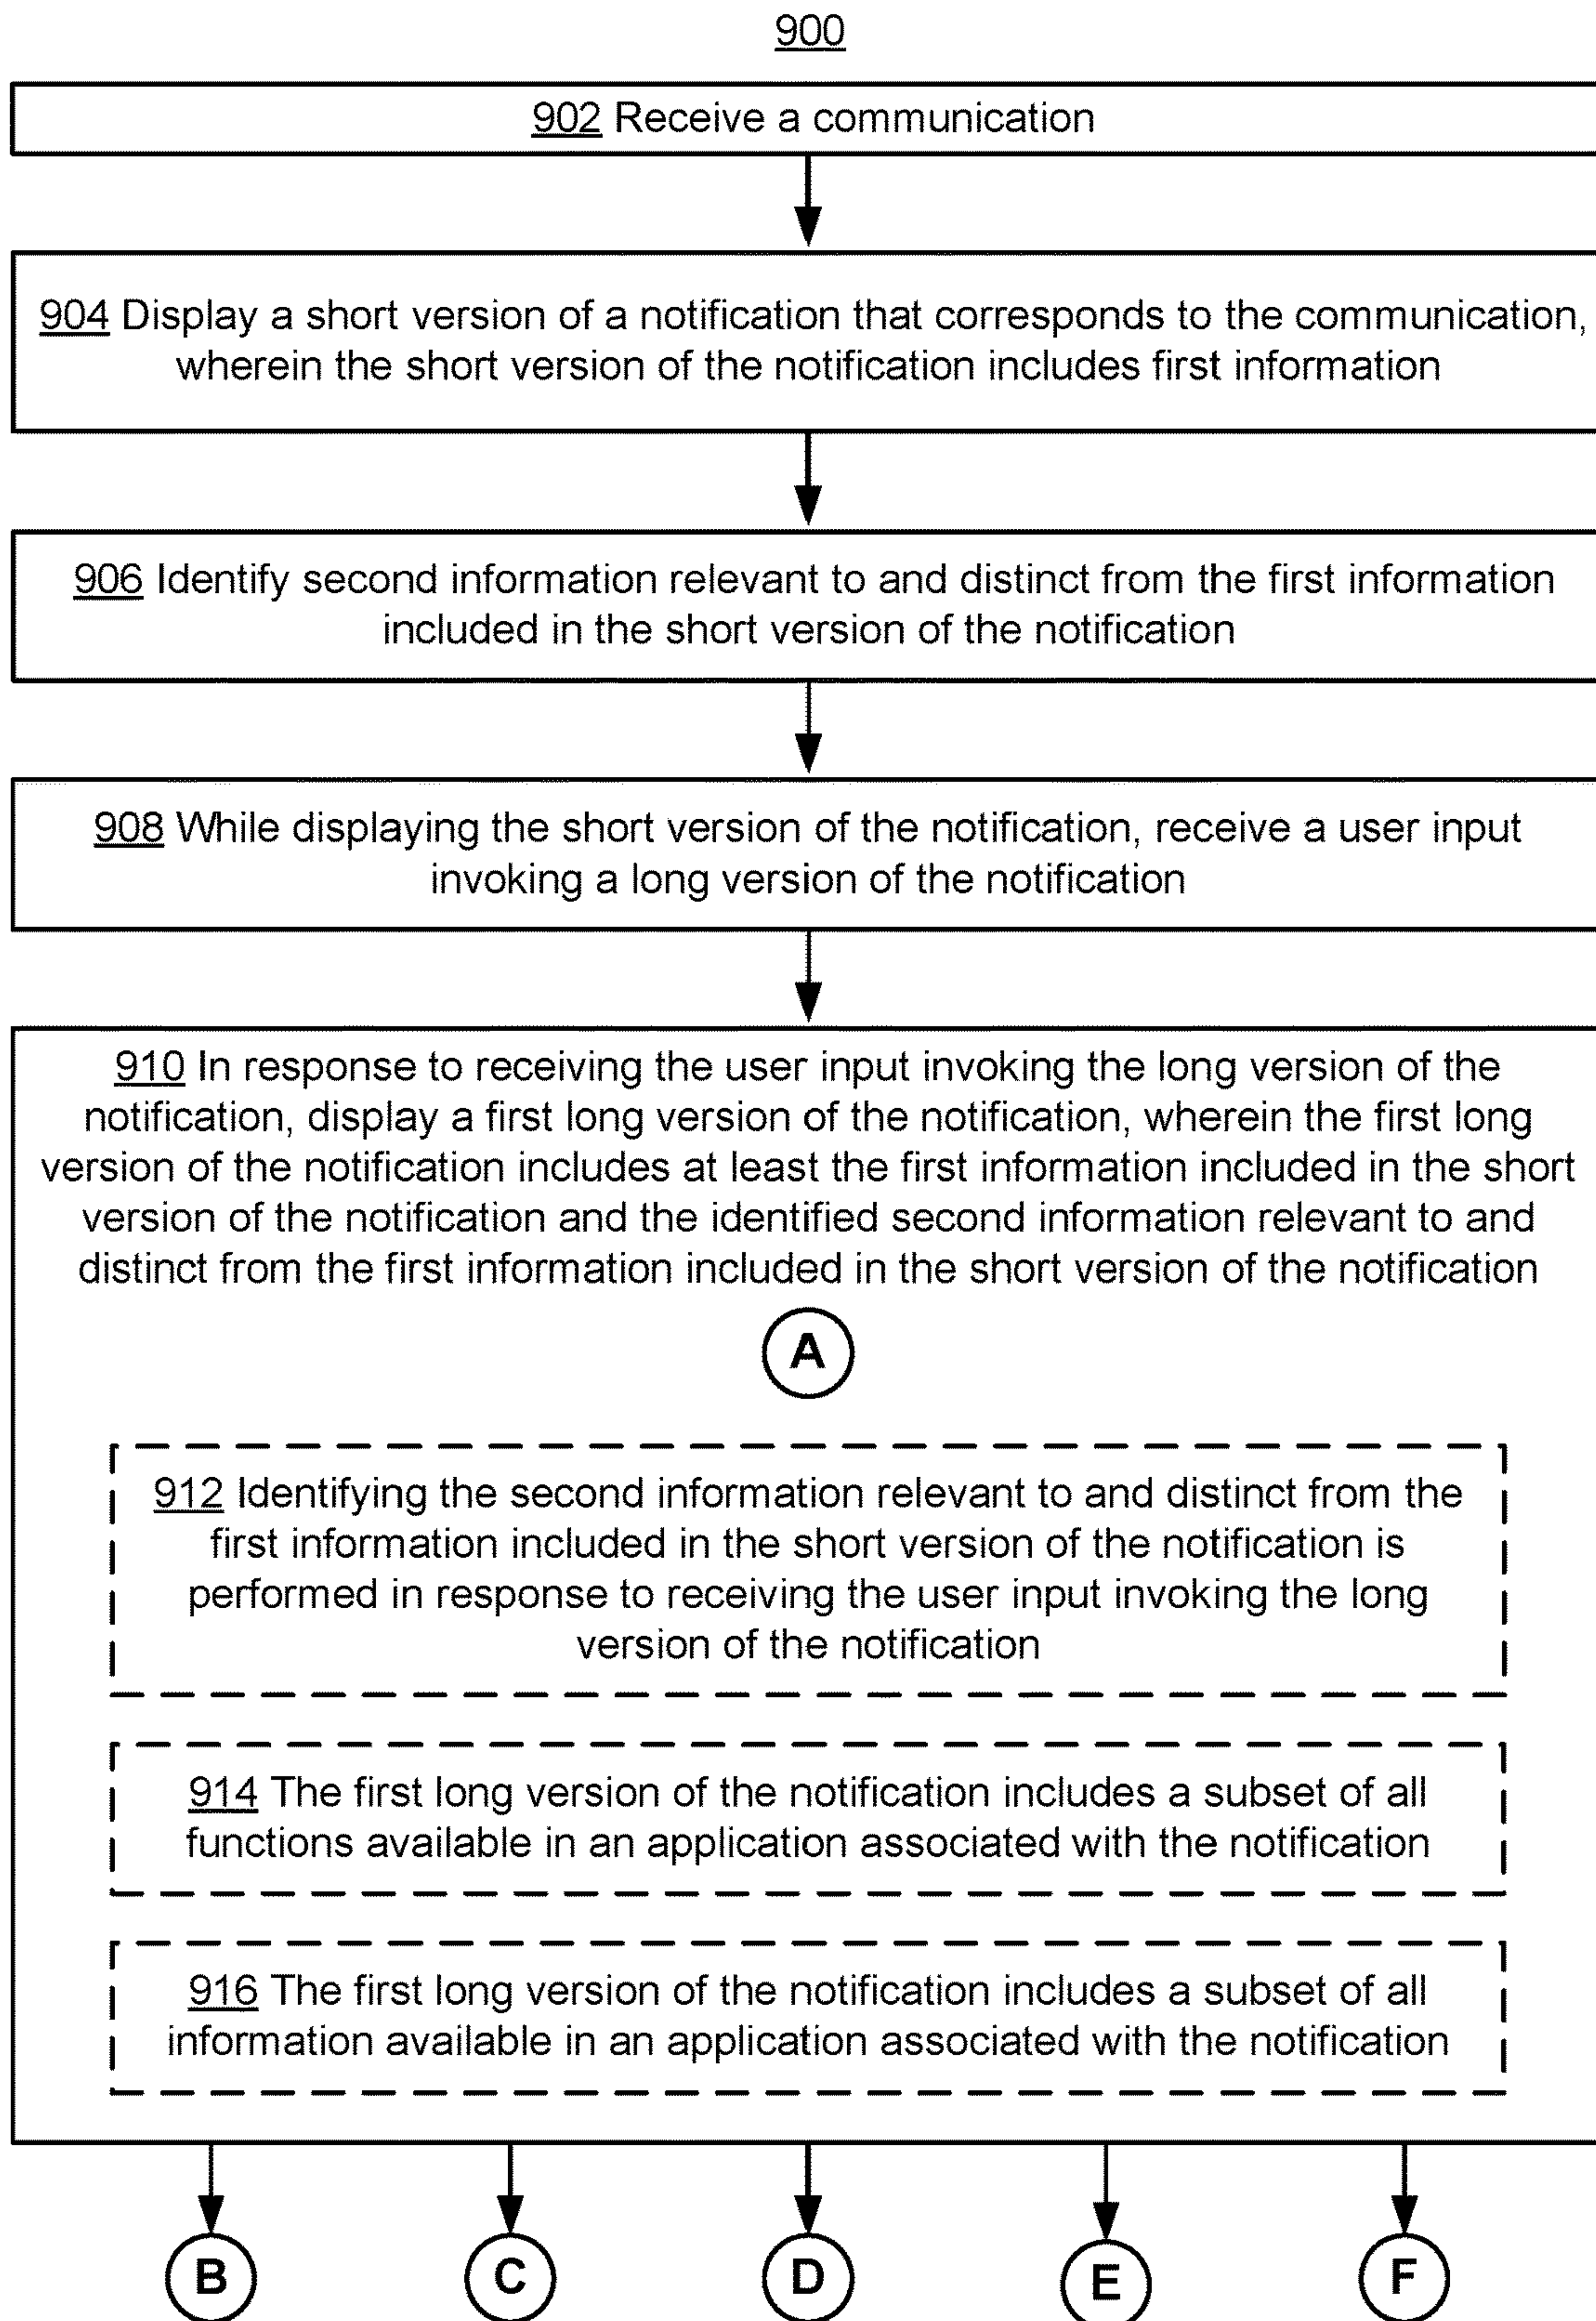 900
902 Receive a communication
904 Display a short version of a notification that corresponds to the communication,
wherein the short version of the notification includes first information
906 Identify second information relevant to and distinct from the first information
included in the short version of the notification
908 While displaying the short version of the notification, receive a user input
invoking a long version of the notification
910 In response to receiving the user input invoking the long version of the
notification, display a first long version of the notification, wherein the first long
version of the notification includes at least the first information included in the short
version of the notification and the identified second information relevant to and
distinct from the first information included in the short version of the notification
A
912 Identifying the second information relevant to and distinct from the
first information included in the short version of the notification is
performed in response to receiving the user input invoking the long
version of the notification
914 The first long version of the notification includes a subset of all
functions available in an application associated with the notification
916 The first long version of the notification includes a subset of all
information available in an application associated with the notification
B C D E F